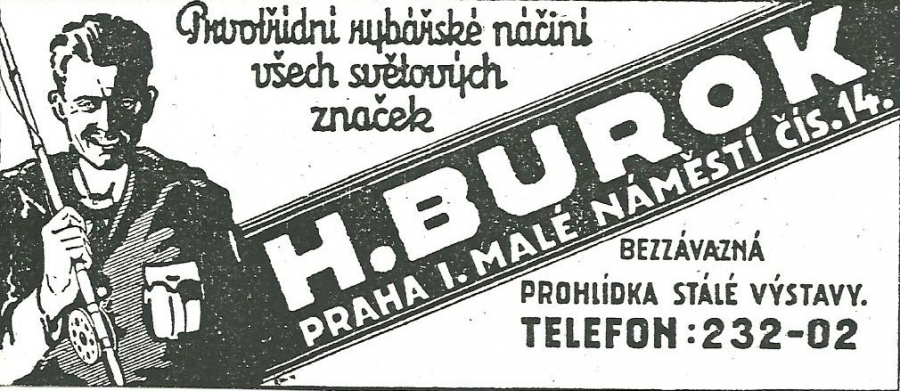 Prvotřídní rybářské náčiní
všech světových
značek
H. BUROK
PRAHA I. MALÉ NÁMĚSTÍ ČÍS. 14.
BEZZÁVAZNÁ
PROHLÍDKA STÁLÉ VÝSTAVY.
TELEFON: 232-02